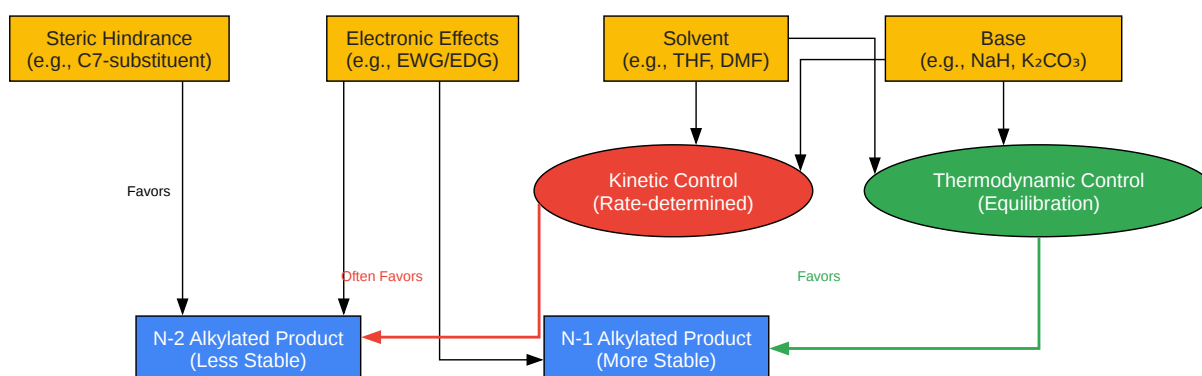 Steric Hindrance
(e.g., C7-substituent)
Electronic Effects
(e.g., EWG/EDG)
Solvent
(e.g., THF, DMF)
Base
(e.g., NaH, K₂CO₃)
Kinetic Control
(Rate-determined)
Thermodynamic Control
(Equilibration)
Favors
Often Favors
Favors
N-2 Alkylated Product
(Less Stable)
N-1 Alkylated Product
(More Stable)